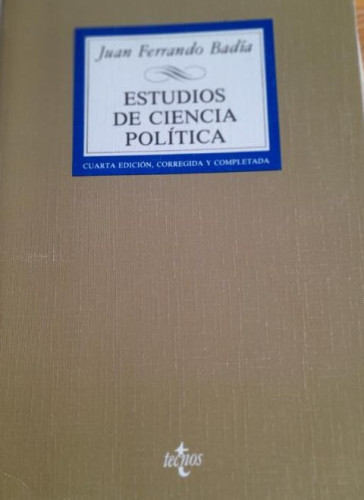 Juan Ferrando Badía
ESTUDIOS
DE CIENCIA
POLÍTICA
CUARTA EDICIÓN, CORREGIDA Y COMPLETADA
tecnos